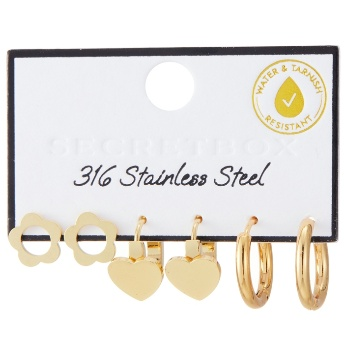 WATER & TARNISH
RESISTANT
SECRETBOX
316 Stainless Steel